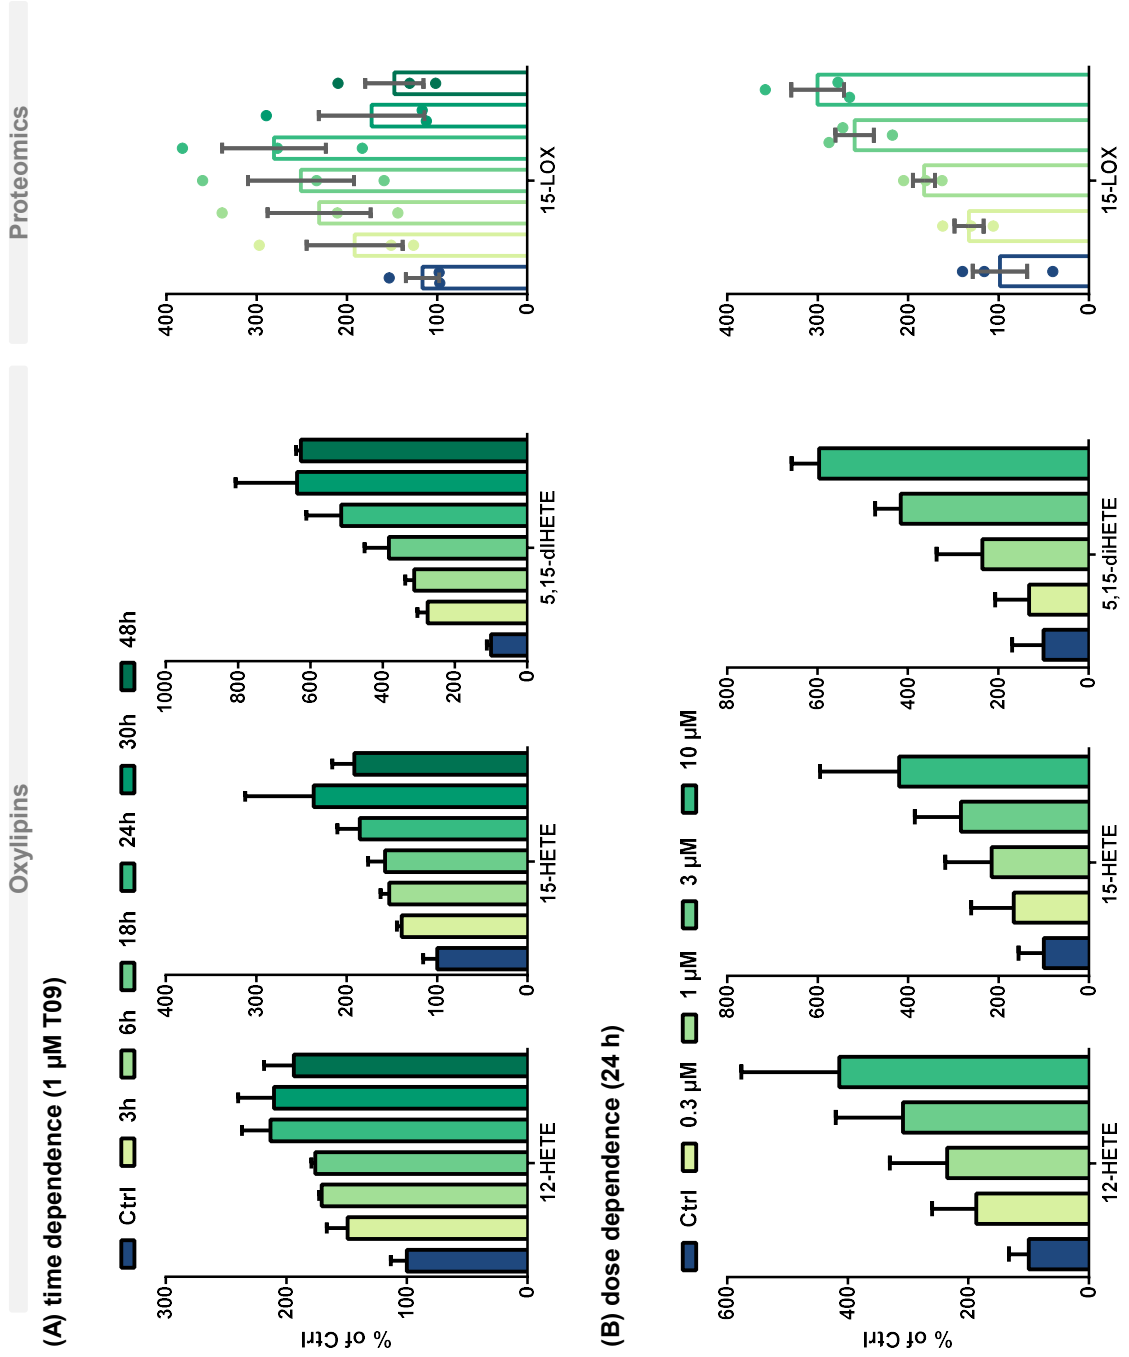 Oxylipins
Proteomics
(A) time dependence (1 µM T09)
Ctrl 3h 6h 18h 24h 30h 48h
% of Ctrl
300
200
100
0
12-HETE
400
300
200
100
0
15-HETE
1000
800
600
400
200
0
5,15-diHETE
400
300
200
100
0
15-LOX
(B) dose dependence (24 h)
Ctrl 0.3 µM 1 µM 3 µM 10 µM
% of Ctrl
600
400
200
0
12-HETE
800
600
400
200
0
15-HETE
800
600
400
200
0
5,15-diHETE
400
300
200
100
0
15-LOX